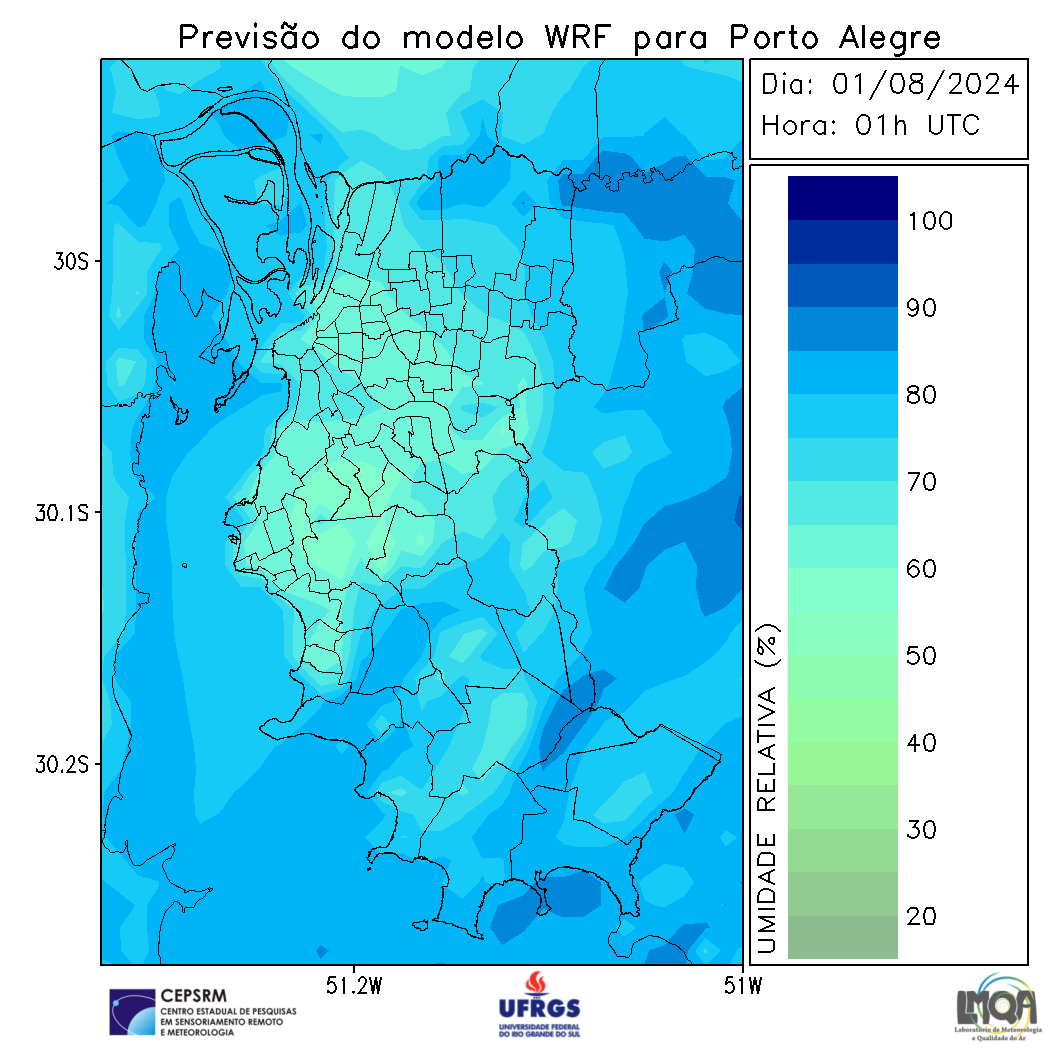 Previsão do modelo WRF para Porto Alegre
Dia: 01/08/2024
Hora: 01h UTC
30S
30.1S
30.2S
51.2W
51W
100
90
80
70
60
50
40
30
20
UMIDADE RELATIVA (%)
CEPSRM
CENTRO ESTADUAL DE PESQUISAS
EM SENSORIAMENTO REMOTO
E METEOROLOGIA
UFRGS
UNIVERSIDADE FEDERAL
DO RIO GRANDE DO SUL
LMQA
Laboratório de Meteorologia
e Qualidade do Ar